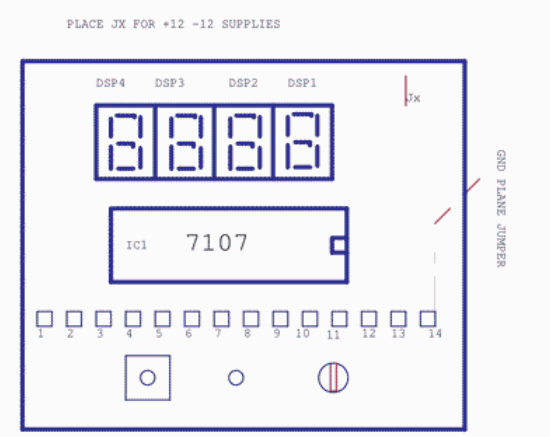 PLACE JX FOR +12 -12 SUPPLIES
DSP4 DSP3 DSP2 DSP1
Jx
GND PLANE JUMPER
IC1 7107
1 2 3 4 5 6 7 8 9 10 11 12 13 14